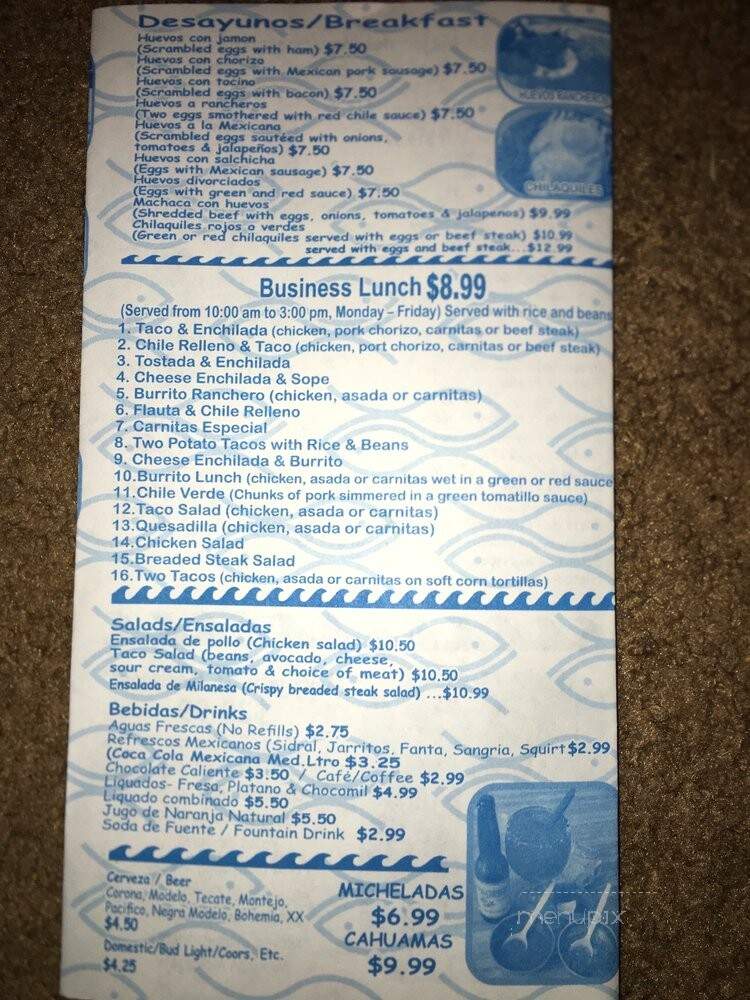 Desayunos/Breakfast
Huevos con jamon
(Scrambled eggs with ham) $7.50
Huevos con chorizo
(Scrambled eggs with Mexican pork sausage) $7.50
Huevos con tocino
(Scrambled eggs with bacon) $7.50
Huevos a rancheros
(Two eggs smothered with red chile sauce) $7.50
Huevos a la Mexicana
(Scrambled eggs sautéed with onions,
tomatoes & jalapeños) $7.50
Huevos con salchicha
(Eggs with Mexican sausage) $7.50
Huevos divorciados
(Eggs with green and red sauce) $7.50
Machaca con huevos
(Shredded beef with eggs, onions, tomatoes & jalapenos) $9.99
Chilaquiles rojos a verdes
(Green or red chilaquiles served with eggs or beef steak) $10.99
served with eggs and beef steak...$12.99
HUEVOS RANCHEROS
CHILAQUILES
Business Lunch $8.99
(Served from 10:00 am to 3:00 pm, Monday – Friday) Served with rice and beans
1. Taco & Enchilada (chicken, pork chorizo, carnitas or beef steak)
2. Chile Relleno & Taco (chicken, port chorizo, carnitas or beef steak)
3. Tostada & Enchilada
4. Cheese Enchilada & Sope
5. Burrito Ranchero (chicken, asada or carnitas)
6. Flauta & Chile Relleno
7. Carnitas Especial
8. Two Potato Tacos with Rice & Beans
9. Cheese Enchilada & Burrito
10.Burrito Lunch (chicken, asada or carnitas wet in a green or red sauce
11.Chile Verde (Chunks of pork simmered in a green tomatillo sauce)
12.Taco Salad (chicken, asada or carnitas)
13.Quesadilla (chicken, asada or carnitas)
14.Chicken Salad
15.Breaded Steak Salad
16.Two Tacos (chicken, asada or carnitas on soft corn tortillas)
Salads/Ensaladas
Ensalada de pollo (Chicken salad) $10.50
Taco Salad (beans, avocado, cheese,
sour cream, tomato & choice of meat) $10.50
Ensalada de Milanesa (Crispy breaded steak salad) ...$10.99
Bebidas/Drinks
Aguas Frescas (No Refills) $2.75
Refrescos Mexicanos (Sidral, Jarritos, Fanta, Sangria, Squirt $2.99
(Coca Cola Mexicana Med.Ltro $3.25
Chocolate Caliente $3.50 / Café/Coffee $2.99
Liquados- Fresa, Platano & Chocomil $4.99
Liquado combinado $5.50
Jugo de Naranja Natural $5.50
Soda de Fuente / Fountain Drink $2.99
Cerveza / Beer
Corona, Modelo, Tecate, Montejo,
Pacifico, Negra Modelo, Bohemia, XX
$4.50
Domestic/Bud Light/Coors, Etc.
$4.25
MICHELADAS
$6.99
CAHUAMAS
$9.99
menupix